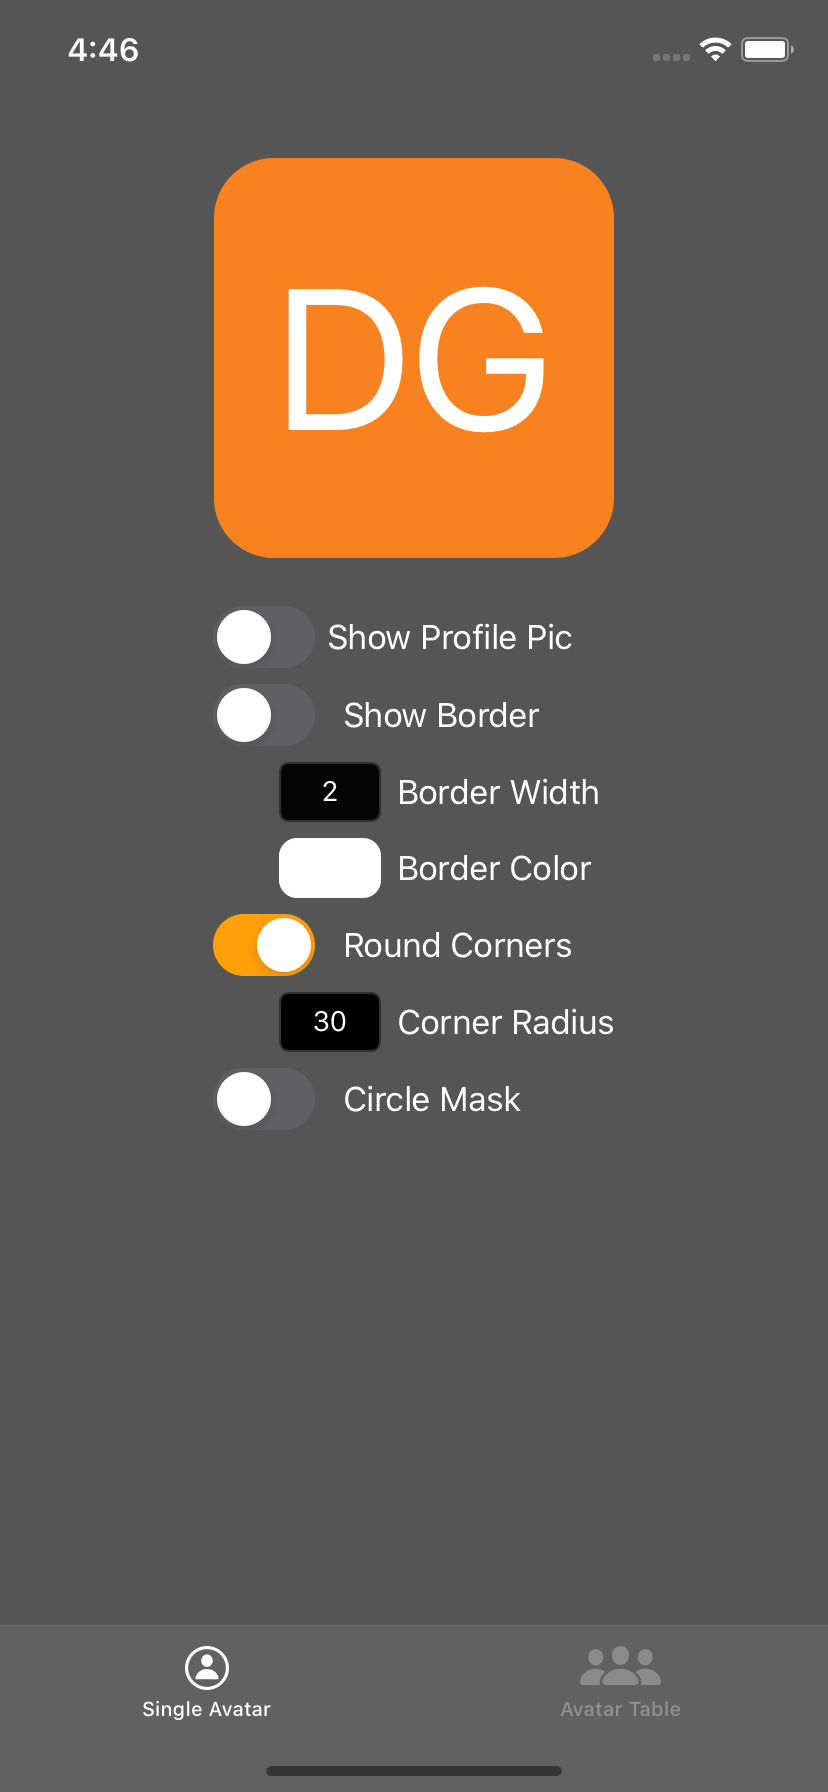 4:46
DG
Show Profile Pic
Show Border
2 Border Width
Border Color
Round Corners
30 Corner Radius
Circle Mask
Single Avatar
Avatar Table